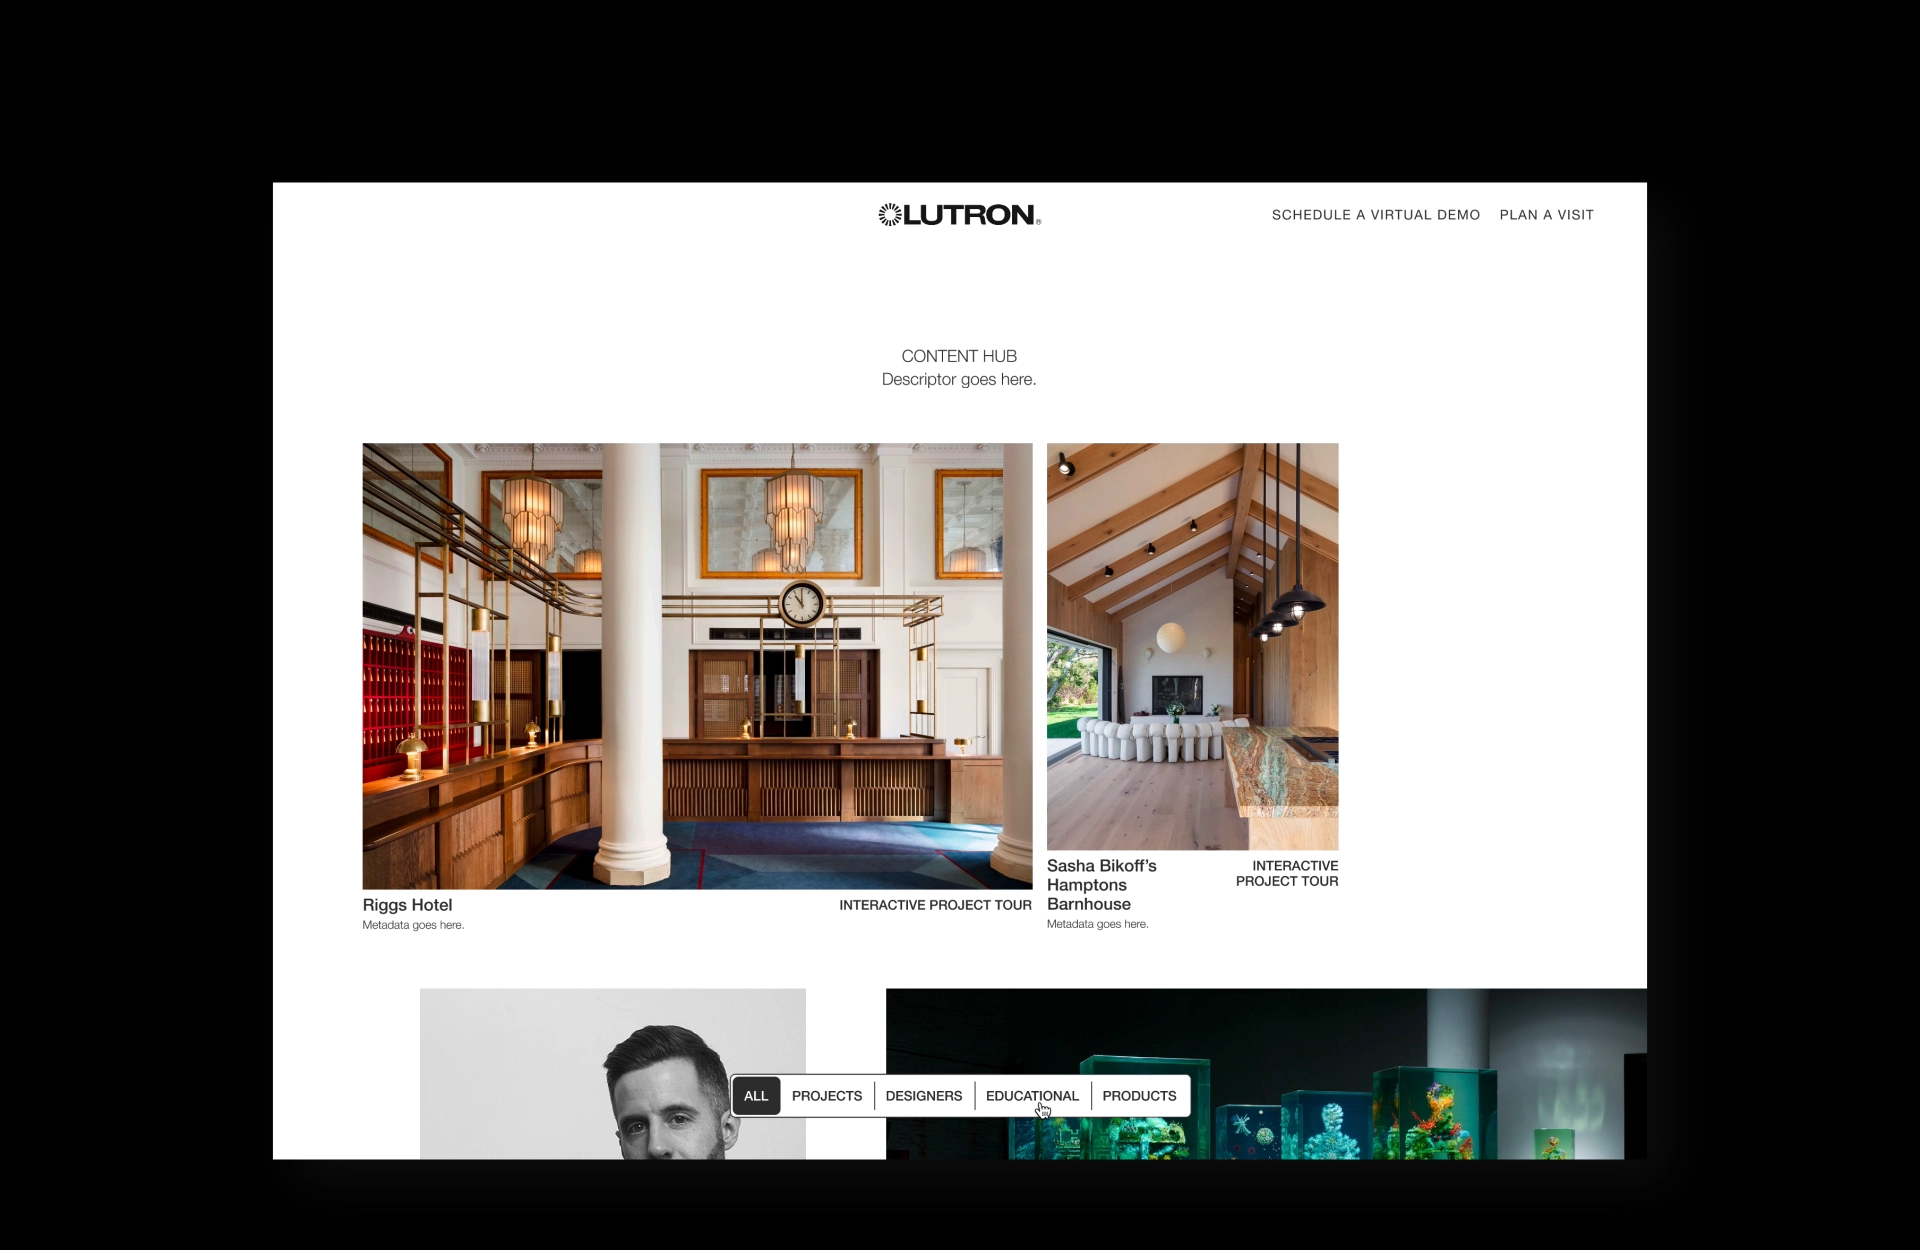 LUTRON®
SCHEDULE A VIRTUAL DEMO
PLAN A VISIT
CONTENT HUB
Descriptor goes here.
Riggs Hotel
INTERACTIVE PROJECT TOUR
Metadata goes here.
Sasha Bikoff’s
Hamptons
Barnhouse
INTERACTIVE
PROJECT TOUR
Metadata goes here.
ALL
PROJECTS
DESIGNERS
EDUCATIONAL
PRODUCTS